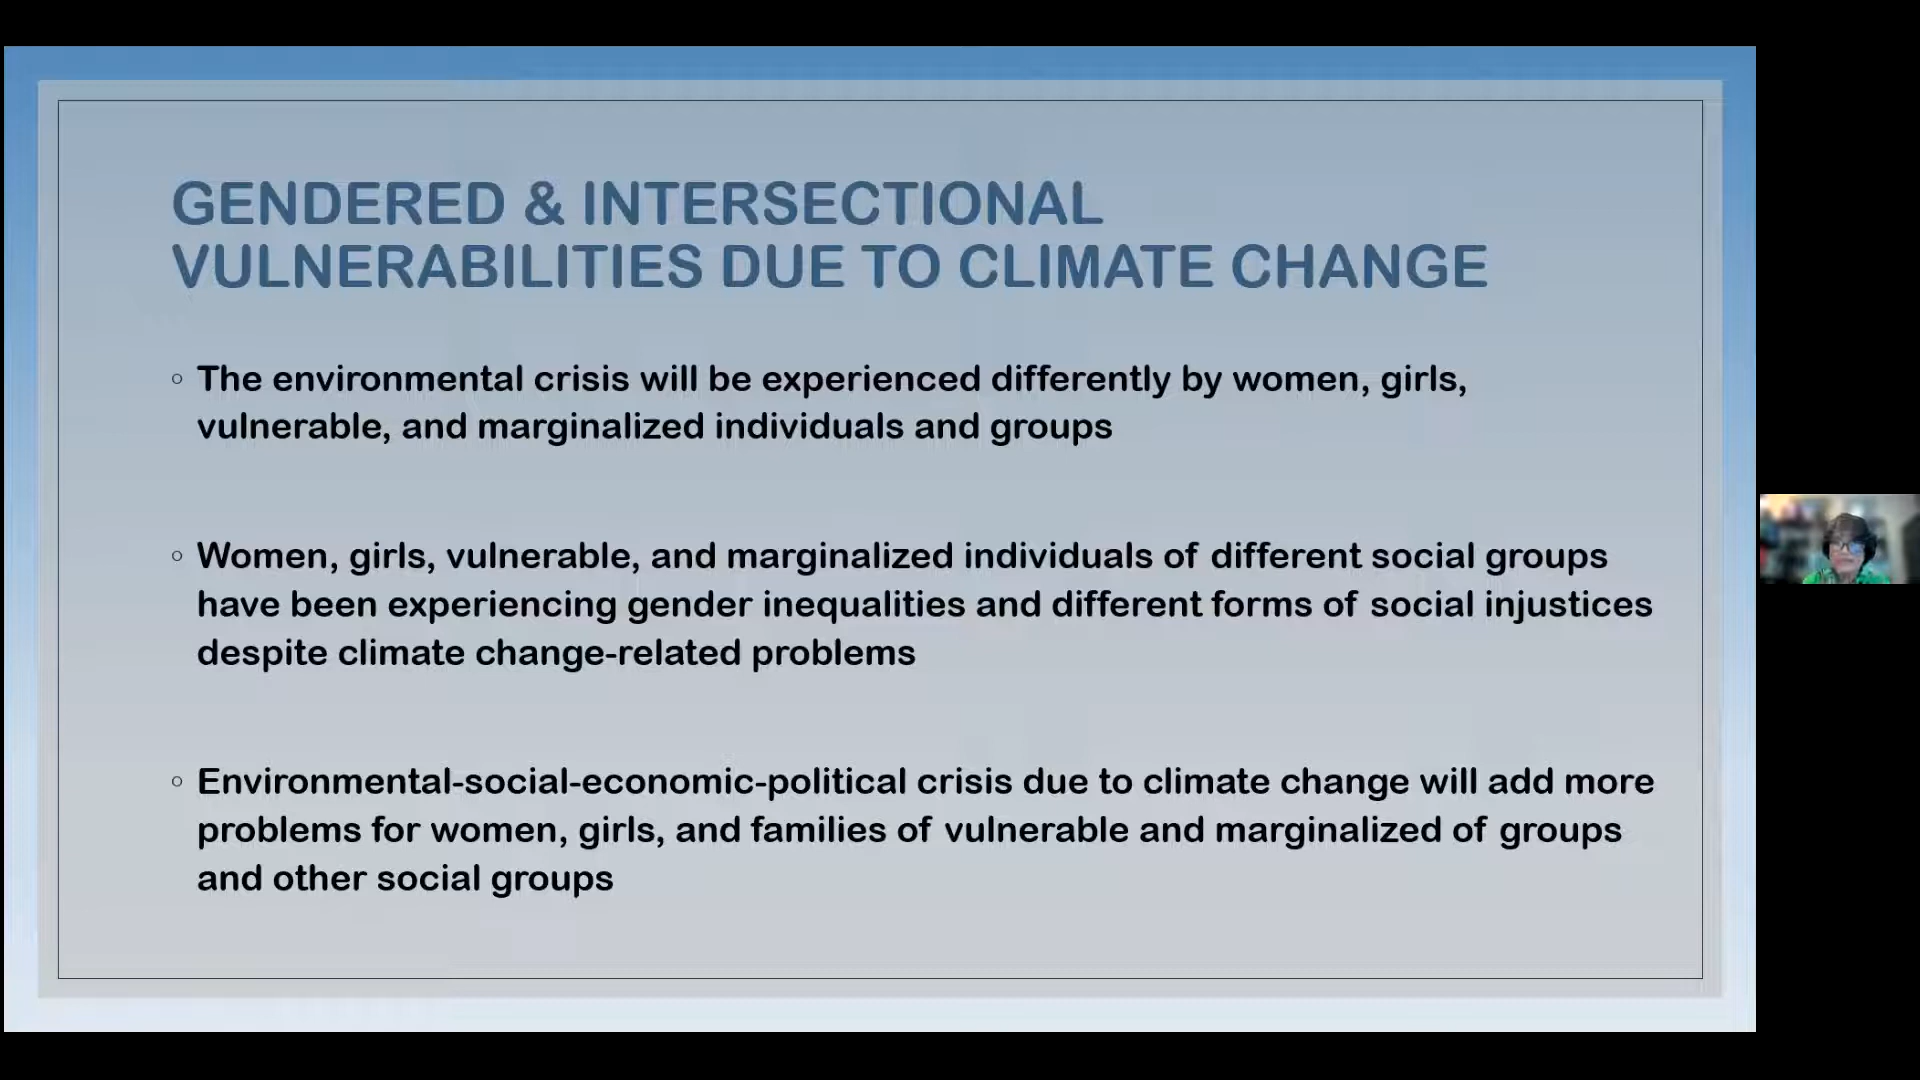 GENDERED & INTERSECTIONAL
VULNERABILITIES DUE TO CLIMATE CHANGE
◦ The environmental crisis will be experienced differently by women, girls,
vulnerable, and marginalized individuals and groups
◦ Women, girls, vulnerable, and marginalized individuals of different social groups
have been experiencing gender inequalities and different forms of social injustices
despite climate change-related problems
◦ Environmental-social-economic-political crisis due to climate change will add more
problems for women, girls, and families of vulnerable and marginalized of groups
and other social groups